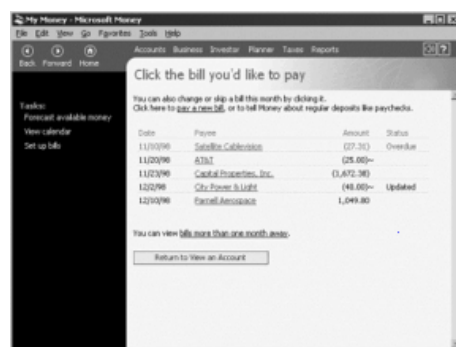 My Money - Microsoft Money
File Edit View Go Favorites Tools Help
Back Forward Home
Accounts Business Investor Planner Taxes Reports
Click the bill you'd like to pay
You can also change or skip a bill this month by clicking it.
Click here to pay a new bill, or to tell Money about regular deposits like paychecks.
Tasks:
Forecast available money
View calendar
Set up bills
Date Payee Amount Status
11/10/98 Satellite Cablevision (27.31) Overdue
11/20/98 AT&T (25.00)~
11/23/98 Capital Properties, Inc. (1,672.38)
12/2/98 City Power & Light (40.00)~ Updated
12/10/98 Parnell Aerospace 1,049.80
You can view bills more than one month away.
Return to View an Account